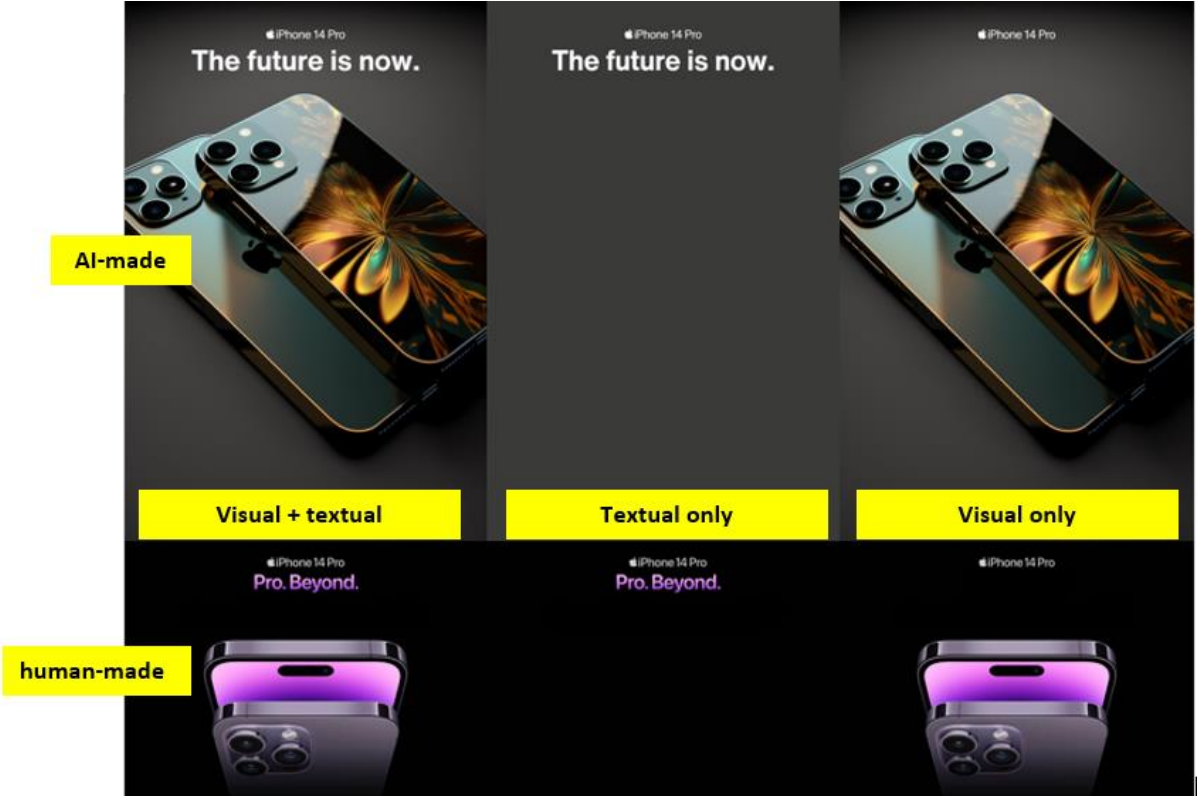 iPhone 14 Pro
The future is now.
iPhone 14 Pro
The future is now.
iPhone 14 Pro
AI-made
Visual + textual
Textual only
Visual only
iPhone 14 Pro
Pro. Beyond.
iPhone 14 Pro
Pro. Beyond.
iPhone 14 Pro
human-made